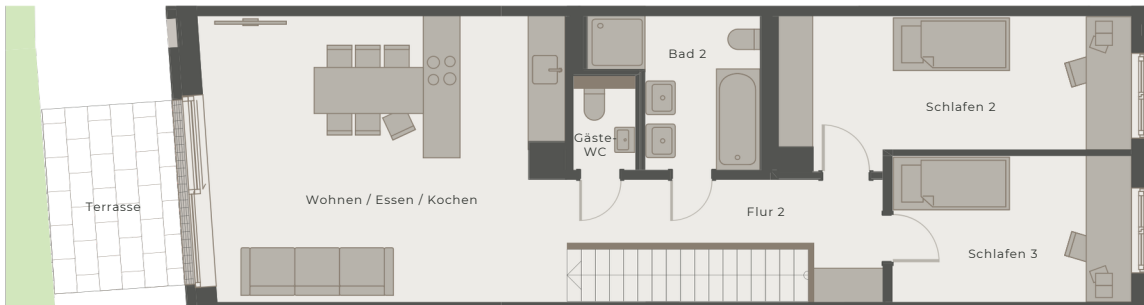 Bad 2
Schlafen 2
Gäste-
WC
Terrasse
Wohnen / Essen / Kochen
Flur 2
Schlafen 3